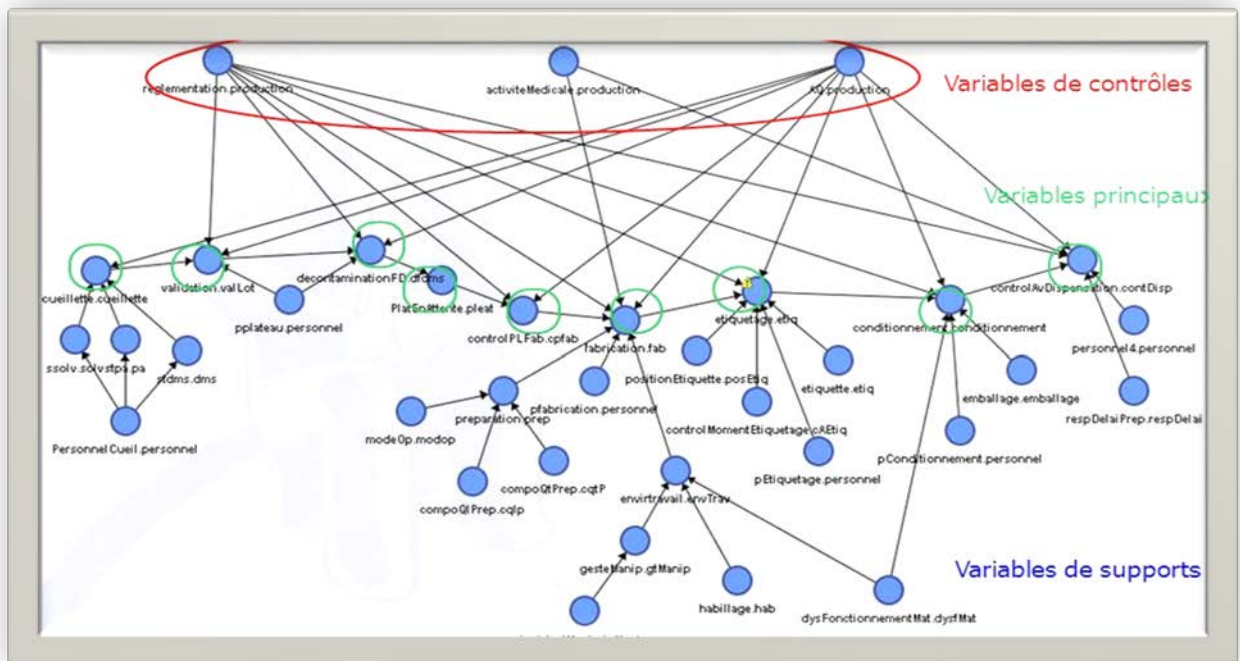 reglementation.production
activiteMedicale.production
AQ.production
Variables de contrôles
Variables principaux
cueillette.cueillette
validation.valLot
decontaminationFD.dfdms
PlatEnAttente.pleat
controlPLFab.cpfab
fabrication.fab
etiquetage.etiq
conditionnement.conditionnement
controlAvDispensation.contDisp
pplateau.personnel
ssolv.solv
stpa.pa
stdms.dms
PersonnelCueil.personnel
modeOp.modop
preparation.prep
pfabrication.personnel
positionEtiquette.posEtiq
etiquette.etiq
controlMomentEtiquetage.cAEtiq
emballage.emballage
personnel4.personnel
respDelaiPrep.respDelai
compoQlPrep.cqlp
compoQtPrep.cqtP
pEtiquetage.personnel
pConditionnement.personnel
envirtravail.envTrav
gesteManip.gtManip
habillage.hab
dysFonctionnementMat.dysfMat
Variables de supports